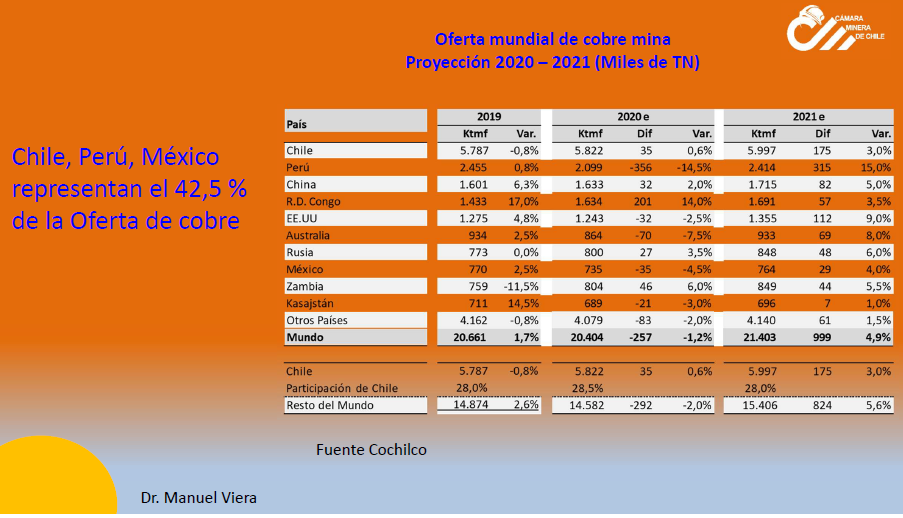 CÁMARA
MINERA
DE CHILE
Oferta mundial de cobre mina
Proyección 2020 – 2021 (Miles de TN)
Chile, Perú, México
representan el 42,5 %
de la Oferta de cobre
País 2019 2020 e 2021 e
Ktmf Var. Ktmf Dif Var. Ktmf Dif Var.
Chile 5.787 -0,8% 5.822 35 0,6% 5.997 175 3,0%
Perú 2.455 0,8% 2.099 -356 -14,5% 2.414 315 15,0%
China 1.601 6,3% 1.633 32 2,0% 1.715 82 5,0%
R.D. Congo 1.433 17,0% 1.634 201 14,0% 1.691 57 3,5%
EE.UU 1.275 4,8% 1.243 -32 -2,5% 1.355 112 9,0%
Australia 934 2,5% 864 -70 -7,5% 933 69 8,0%
Rusia 773 0,0% 800 27 3,5% 848 48 6,0%
México 770 2,5% 735 -35 -4,5% 764 29 4,0%
Zambia 759 -11,5% 804 46 6,0% 849 44 5,5%
Kasajstán 711 14,5% 689 -21 -3,0% 696 7 1,0%
Otros Países 4.162 -0,8% 4.079 -83 -2,0% 4.140 61 1,5%
Mundo 20.661 1,7% 20.404 -257 -1,2% 21.403 999 4,9%
Chile 5.787 -0,8% 5.822 35 0,6% 5.997 175 3,0%
Participación de Chile 28,0% 28,5% 28,0%
Resto del Mundo 14.874 2,6% 14.582 -292 -2,0% 15.406 824 5,6%
Fuente Cochilco
Dr. Manuel Viera